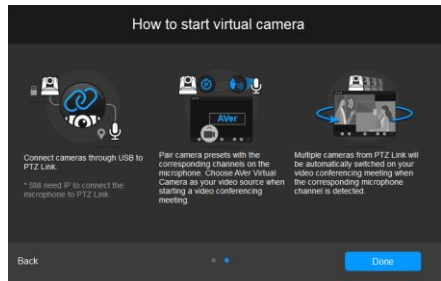 How to start virtual camera
AVer
Connect cameras through USB to
PTZ Link.
* Still need IP to connect the
microphone to PTZ Link.
Pair camera presets with the
corresponding channels on the
microphone. Choose AVer Virtual
Camera as your video source when
starting a video conferencing
meeting.
Multiple cameras from PTZ Link will
be automatically switched on your
video conferencing meeting when
the corresponding microphone
channel is detected.
Back
Done